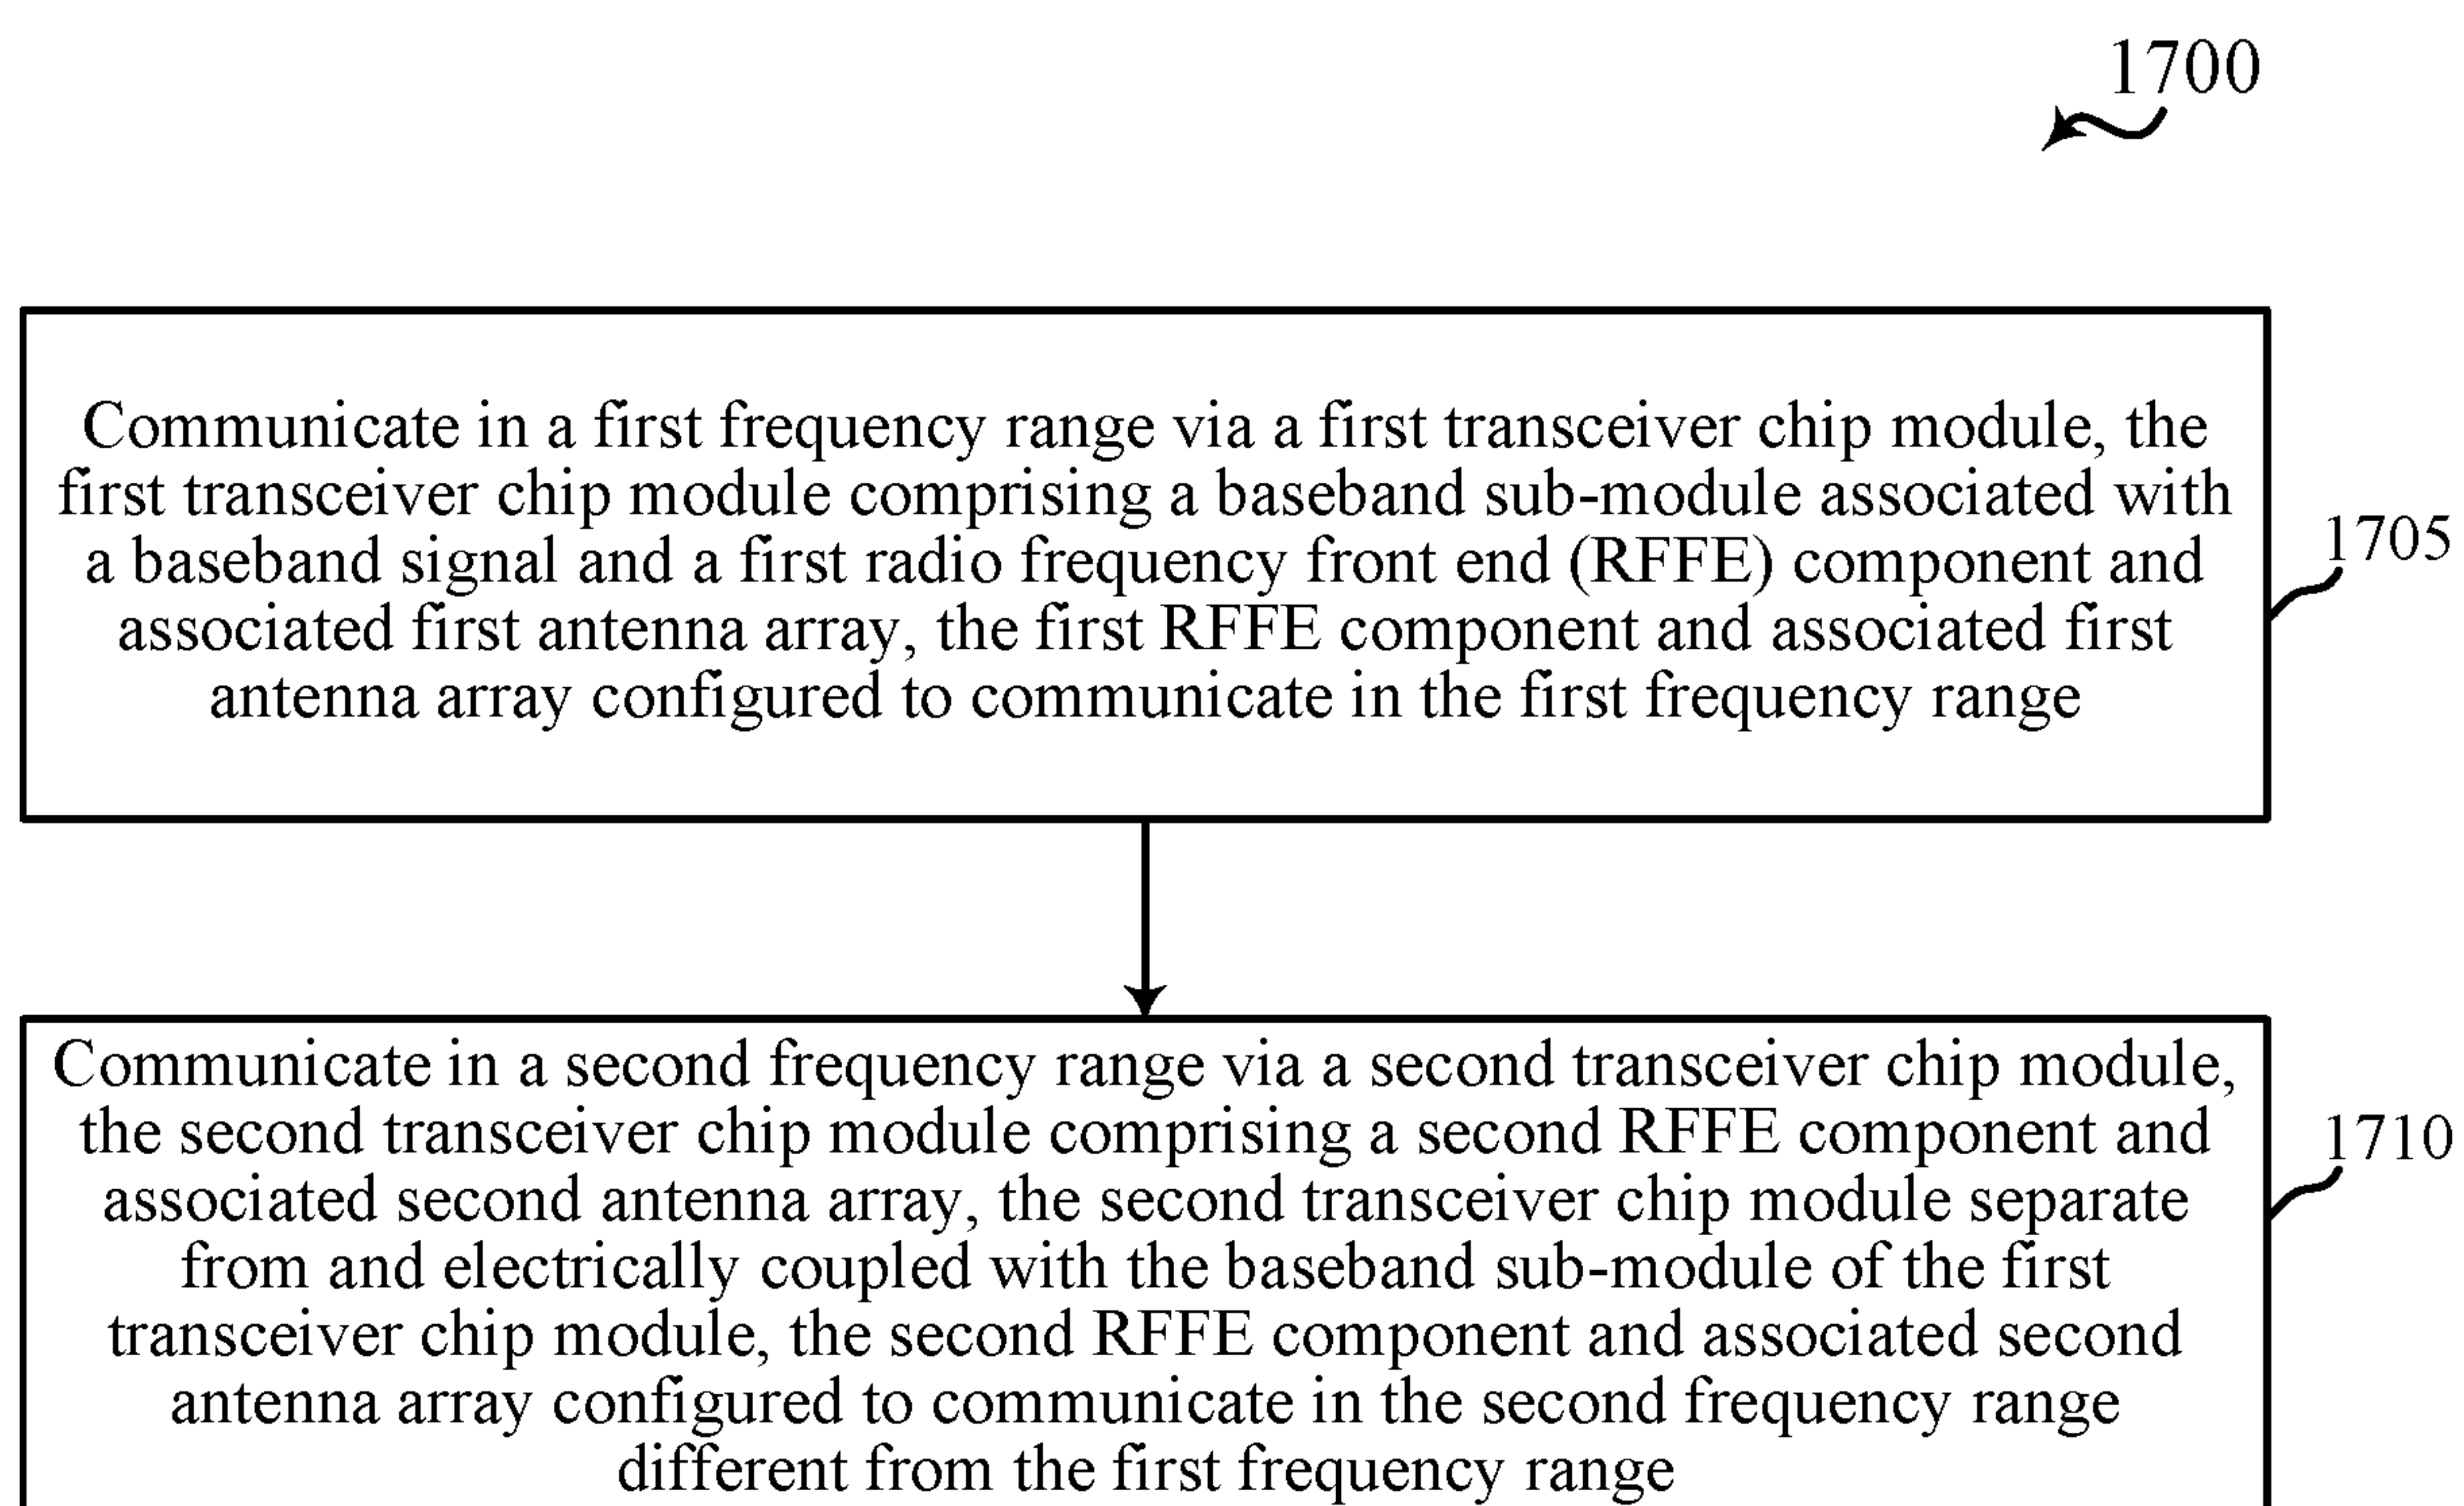 1700
Communicate in a first frequency range via a first transceiver chip module, the
first transceiver chip module comprising a baseband sub-module associated with
a baseband signal and a first radio frequency front end (RFFE) component and
associated first antenna array, the first RFFE component and associated first
antenna array configured to communicate in the first frequency range
1705
Communicate in a second frequency range via a second transceiver chip module,
the second transceiver chip module comprising a second RFFE component and
associated second antenna array, the second transceiver chip module separate
from and electrically coupled with the baseband sub-module of the first
transceiver chip module, the second RFFE component and associated second
antenna array configured to communicate in the second frequency range
different from the first frequency range
1710